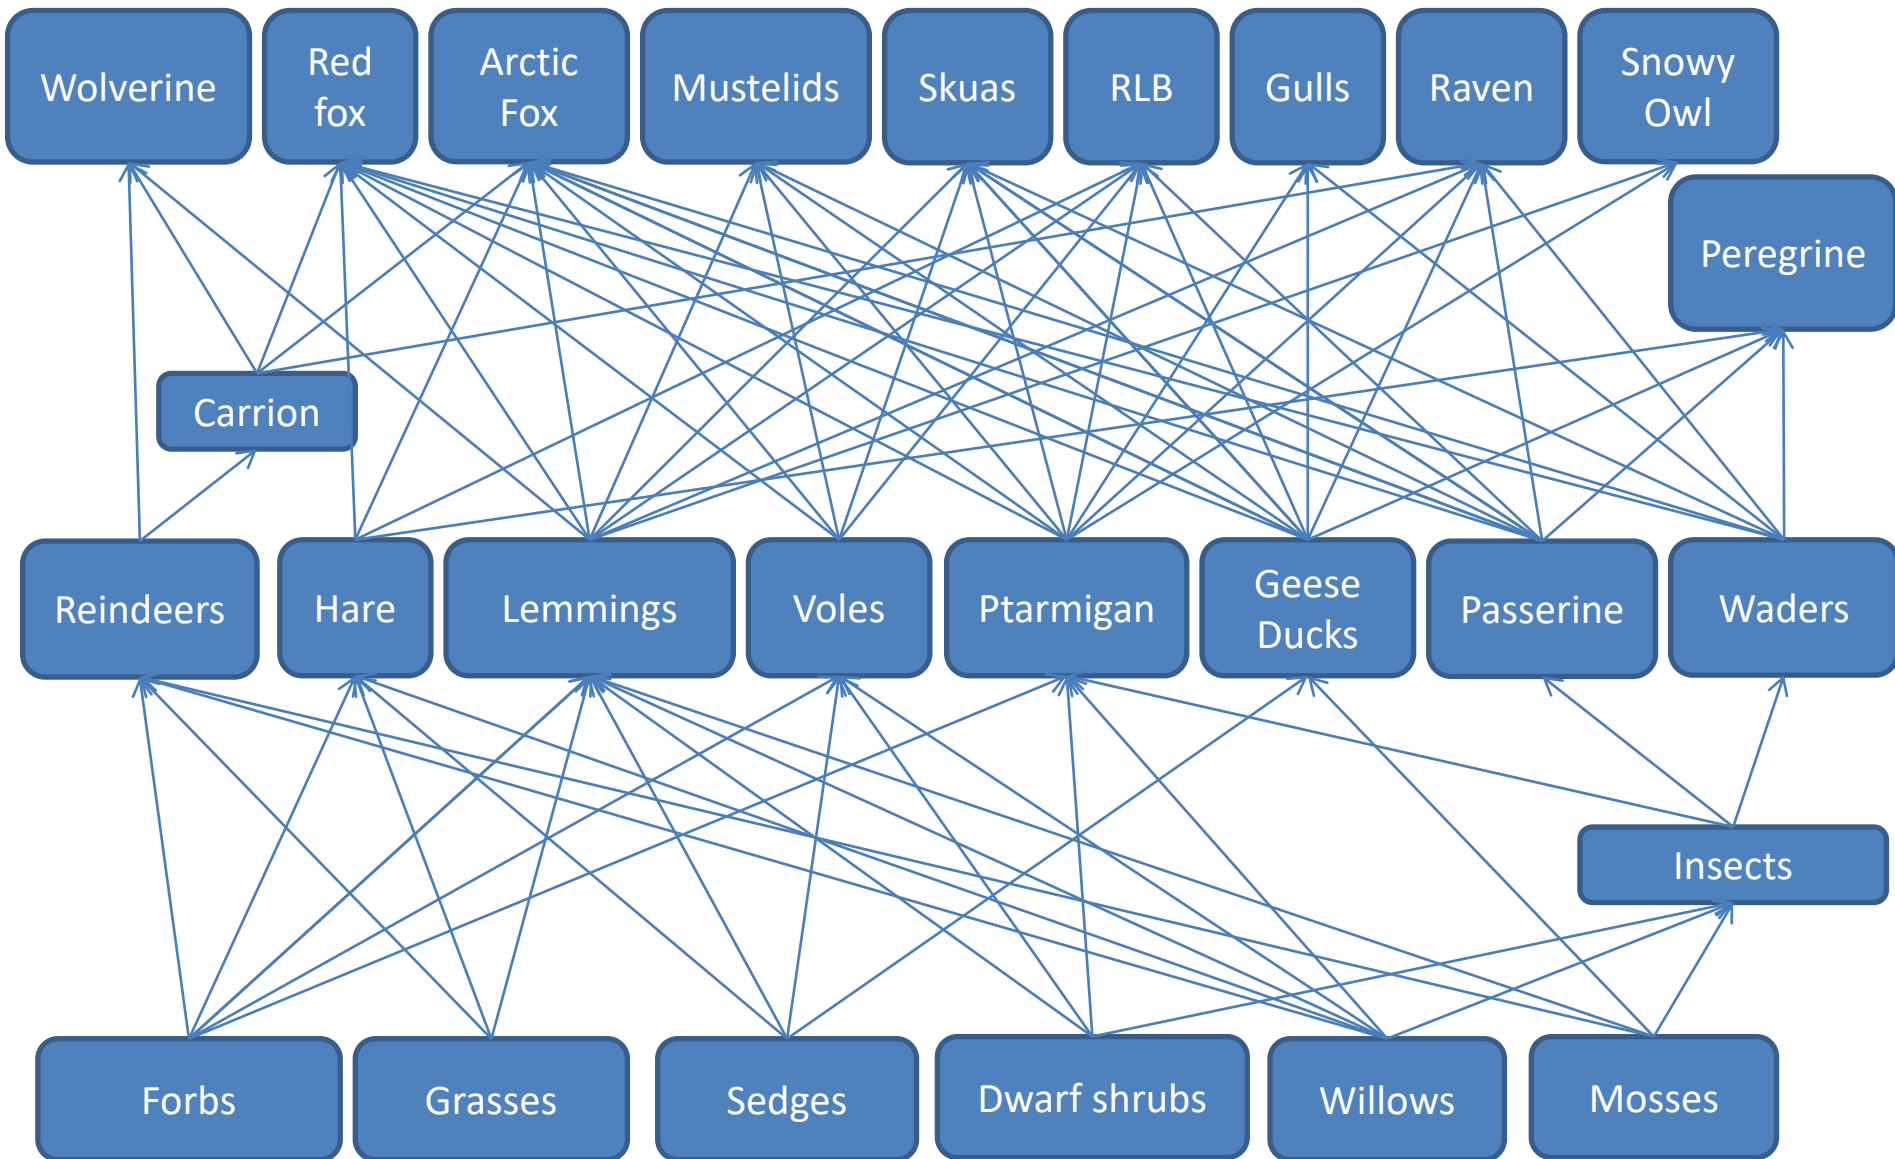 Wolverine
Red
fox
Arctic
Fox
Mustelids
Skuas
RLB
Gulls
Raven
Snowy
Owl
Peregrine
Carrion
Reindeers
Hare
Lemmings
Voles
Ptarmigan
Geese
Ducks
Passerine
Waders
Insects
Forbs
Grasses
Sedges
Dwarf shrubs
Willows
Mosses